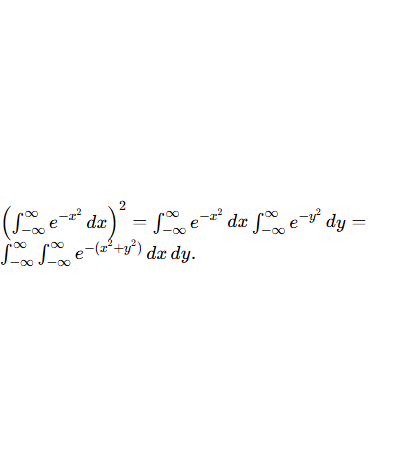 $\left(\int_{-\infty}^{\infty} e^{-x^2}\,dx\right)^2 = \int_{-\infty}^{\infty} e^{-x^2}\,dx \int_{-\infty}^{\infty} e^{-y^2}\,dy =$
$\int_{-\infty}^{\infty} \int_{-\infty}^{\infty} e^{-(x^2+y^2)}\,dx\,dy.$